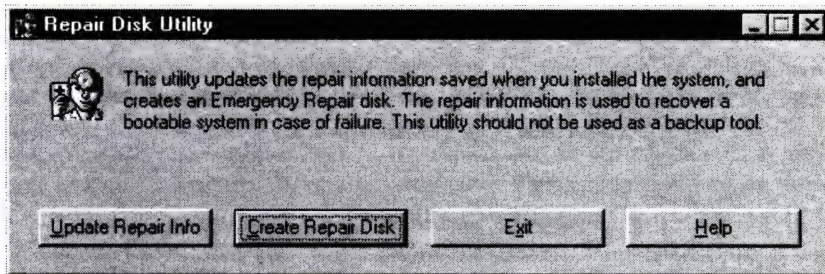 Repair Disk Utility
This utility updates the repair information saved when you installed the system, and
creates an Emergency Repair disk. The repair information is used to recover a
bootable system in case of failure. This utility should not be used as a backup tool.
Update Repair Info
Create Repair Disk
Exit
Help